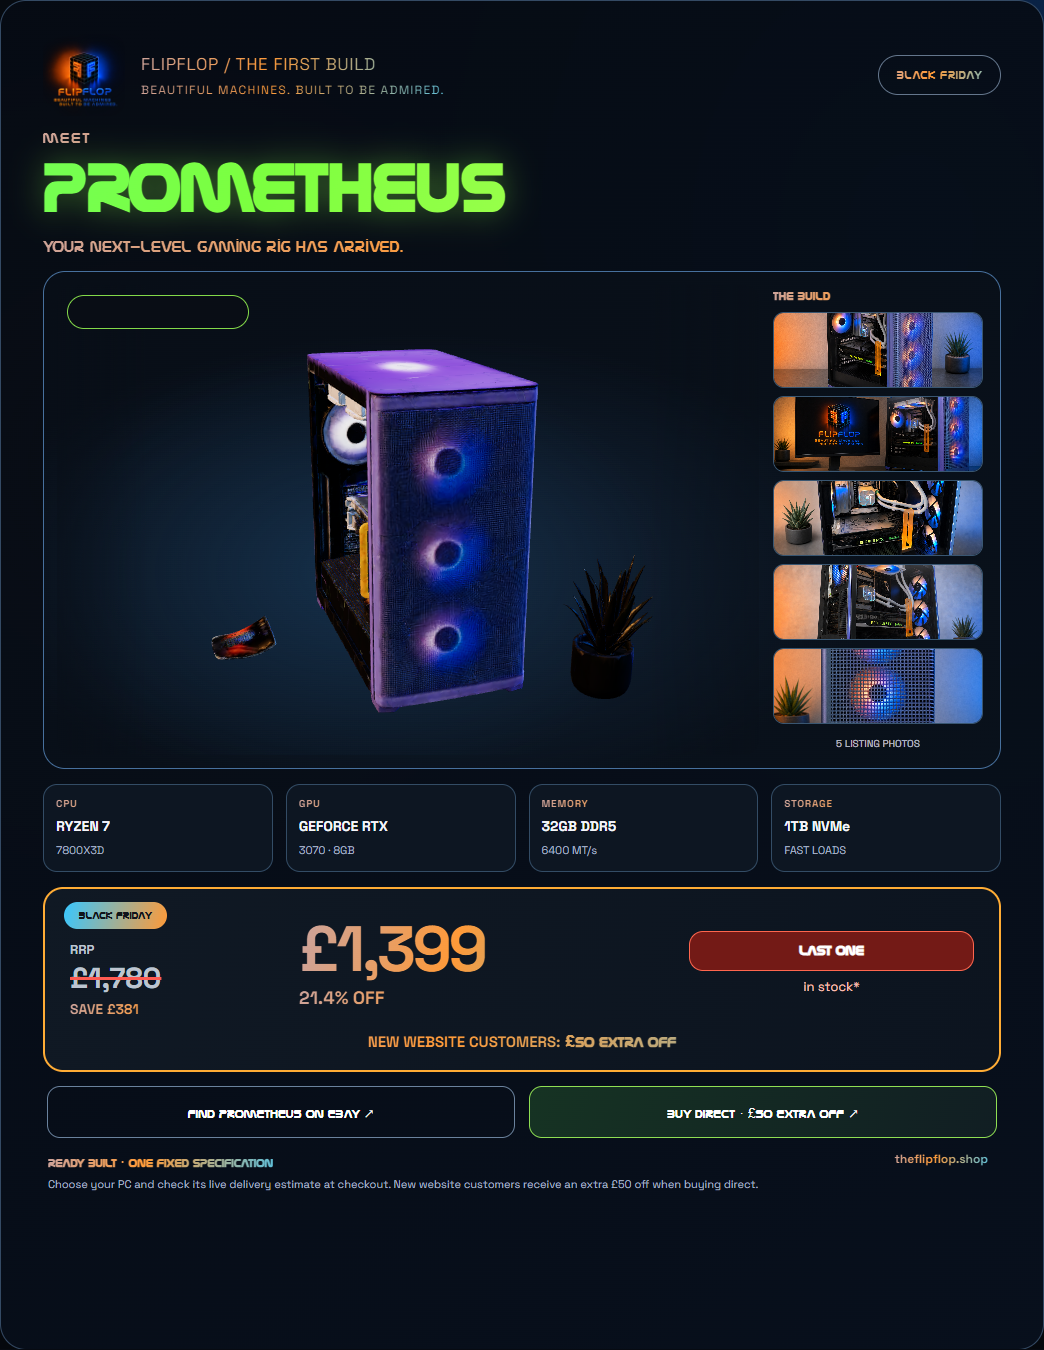 FLIPFLOP / THE FIRST BUILD
BEAUTIFUL MACHINES. BUILT TO BE ADMIRED.
BLACK FRIDAY
FLIPFLOP
MEET
PROMETHEUS
YOUR NEXT-LEVEL GAMING RIG HAS ARRIVED.
THE BUILD
FLIPFLOP
5 LISTING PHOTOS
CPU
RYZEN 7
7800X3D
GPU
GEFORCE RTX
3070 · 8GB
MEMORY
32GB DDR5
6400 MT/s
STORAGE
1TB NVMe
FAST LOADS
BLACK FRIDAY
RRP
£1,780
SAVE £381
£1,399
21.4% OFF
LAST ONE
in stock*
NEW WEBSITE CUSTOMERS: £50 EXTRA OFF
FIND PROMETHEUS ON EBAY ↗
BUY DIRECT · £50 EXTRA OFF ↗
READY BUILT · ONE FIXED SPECIFICATION
theflipflop.shop
Choose your PC and check its live delivery estimate at checkout. New website customers receive an extra £50 off when buying direct.